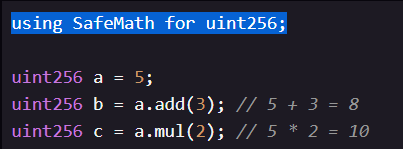 using SafeMath for uint256;
uint256 a = 5;
uint256 b = a.add(3); // 5 + 3 = 8
uint256 c = a.mul(2); // 5 * 2 = 10